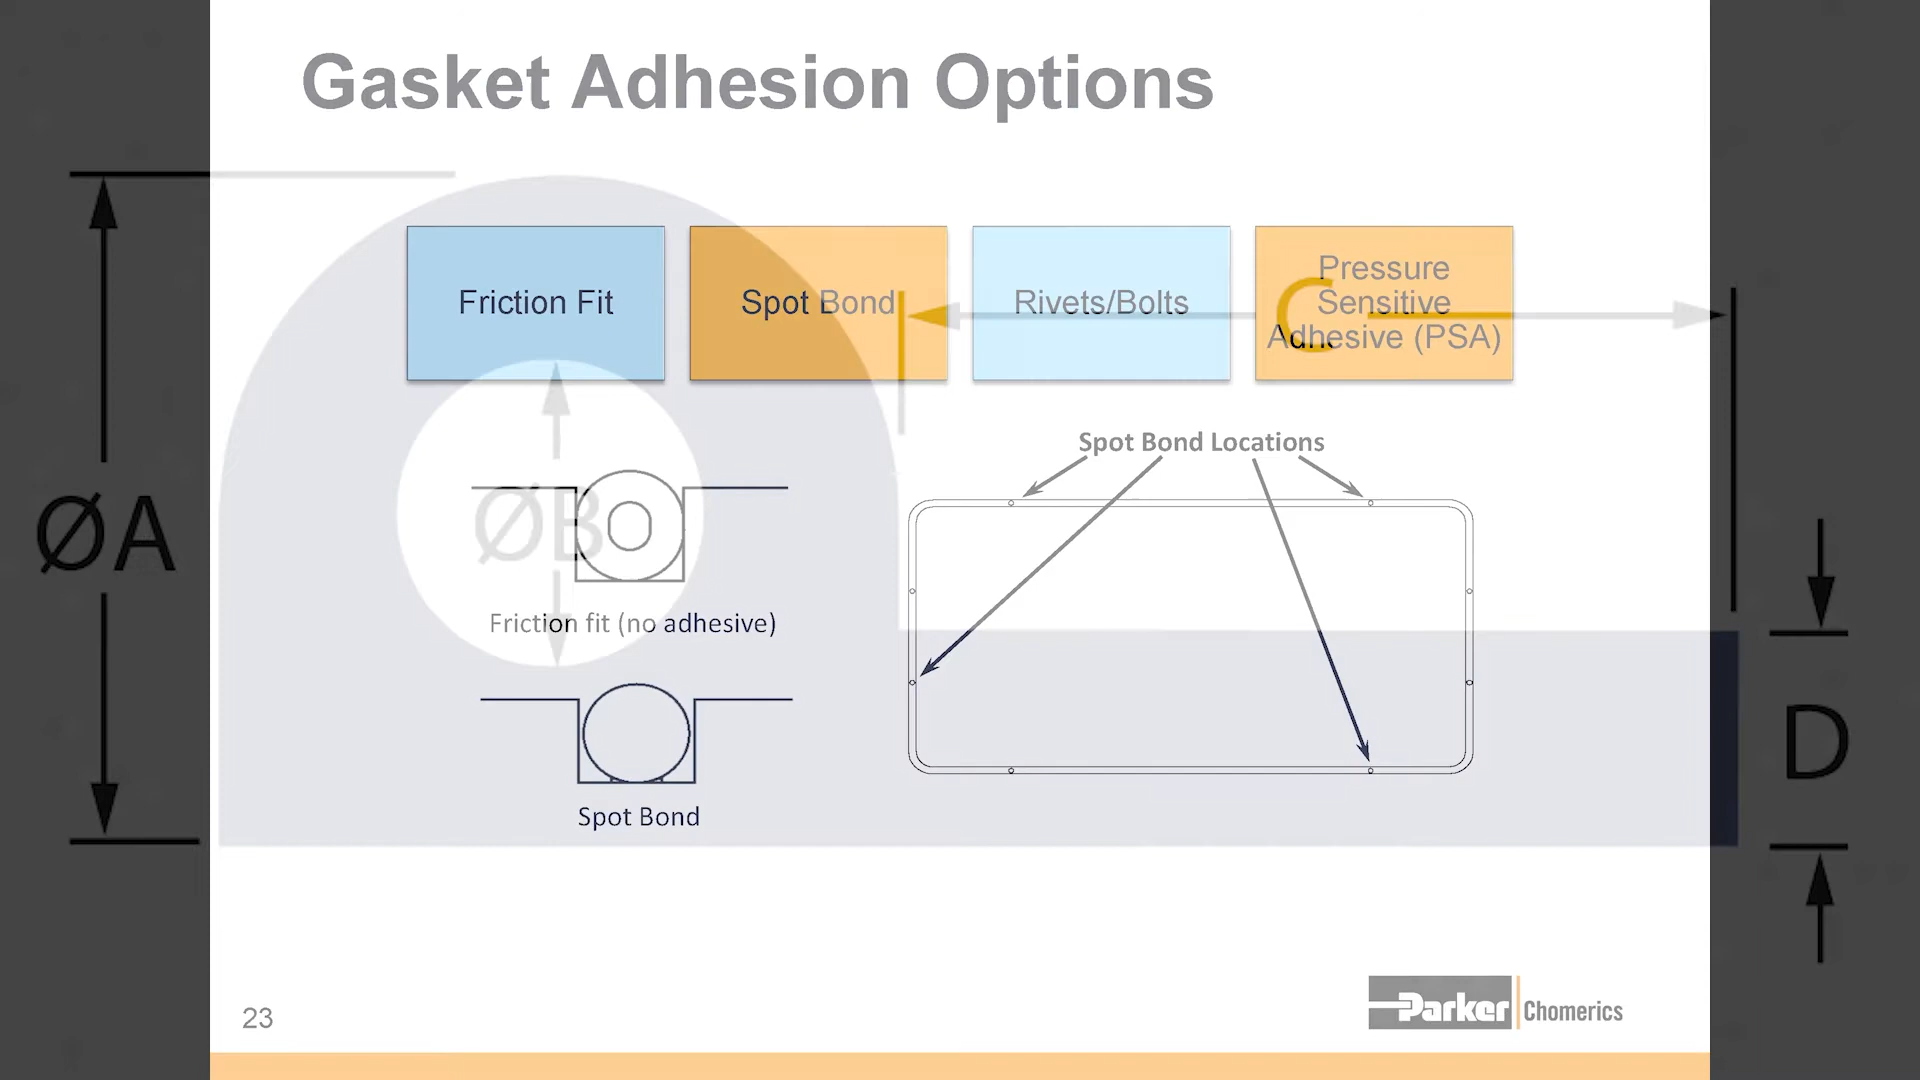 Gasket Adhesion Options
Friction Fit
Spot Bond
Rivets/Bolts
Pressure
Sensitive
Adhesive (PSA)
C
Spot Bond Locations
ØA
ØB
Friction fit (no adhesive)
D
Spot Bond
23
Parker
Chomerics